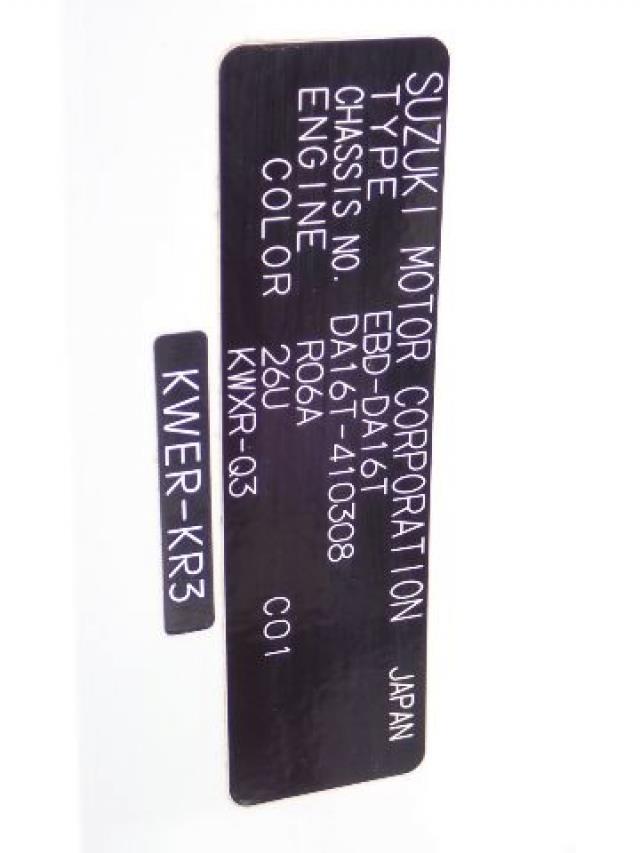 SUZUKI MOTOR CORPORATION JAPAN
TYPE EBD-DA16T
CHASSIS NO. DA16T-410308
ENGINE R06A
COLOR 26U C01
KWXR-Q3
KWER-KR3